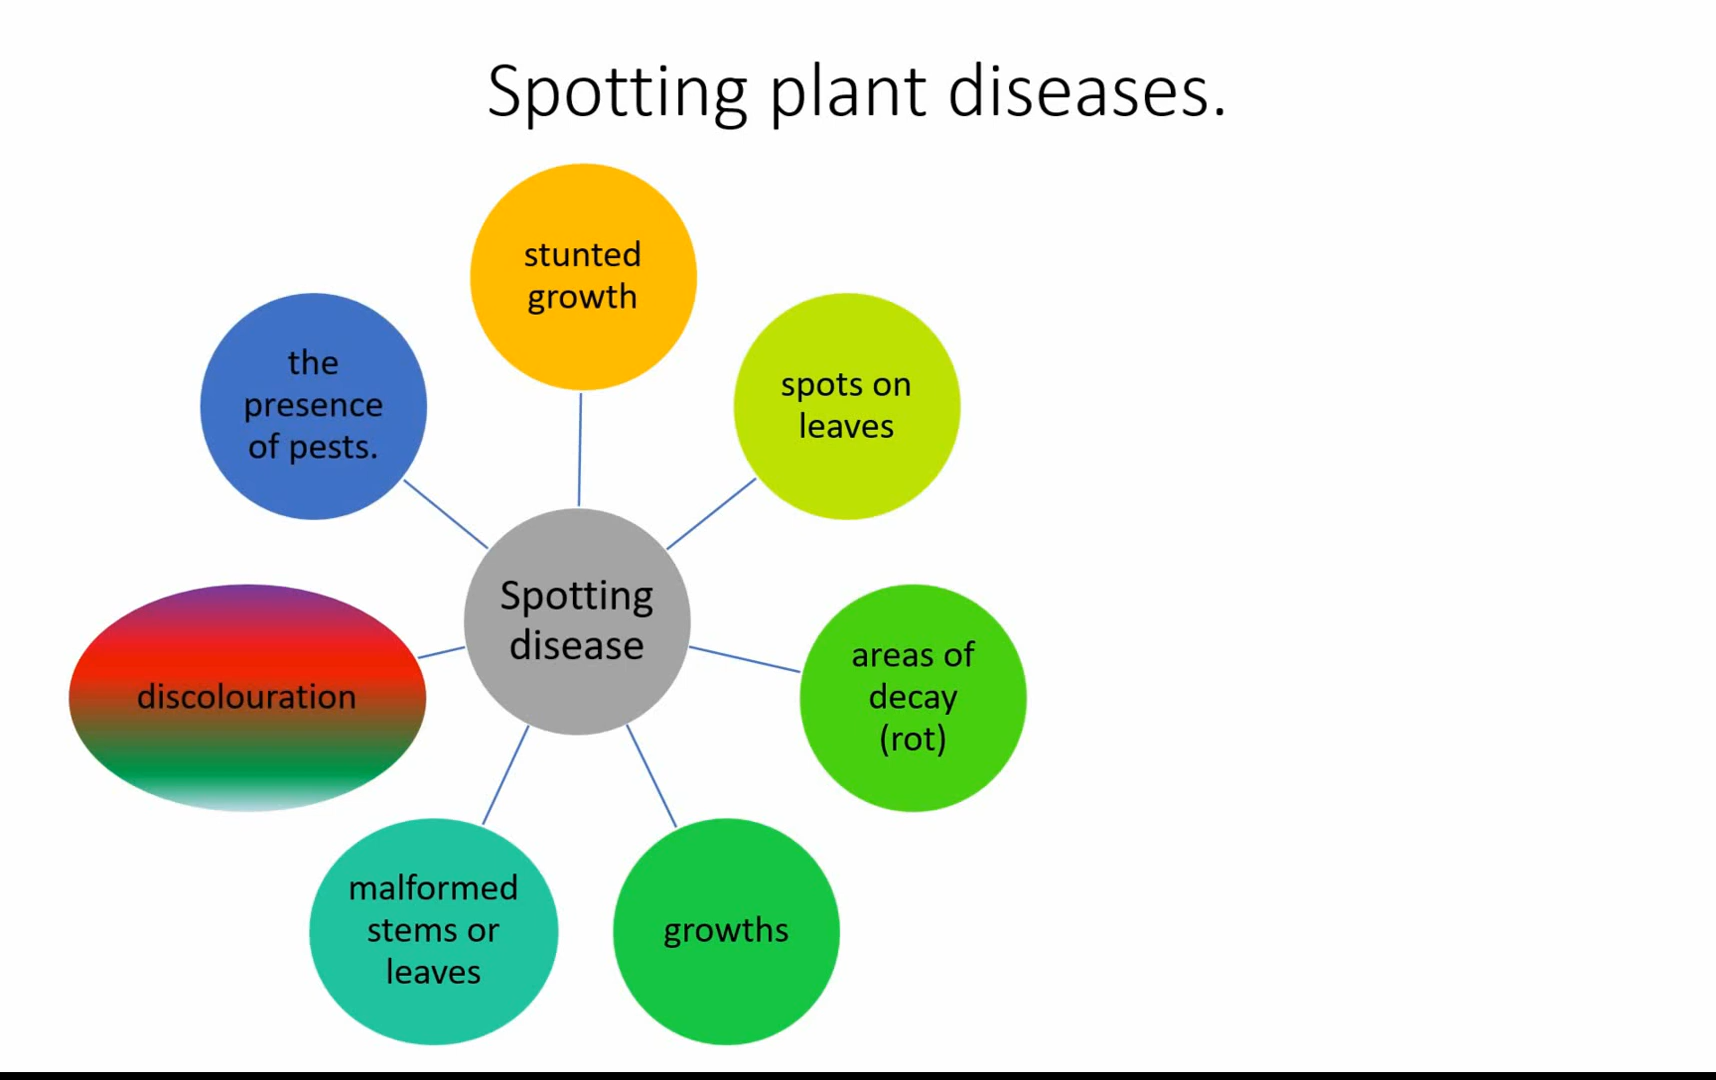 Spotting plant diseases.
stunted
growth
spots on
leaves
areas of
decay
(rot)
growths
malformed
stems or
leaves
discolouration
the
presence
of pests.
Spotting
disease